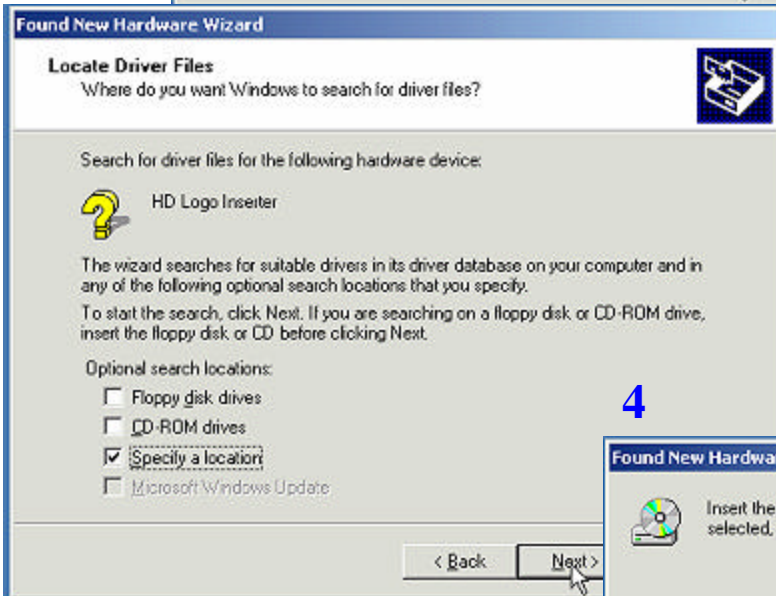 Found New Hardware Wizard
Locate Driver Files
Where do you want Windows to search for driver files?
Search for driver files for the following hardware device:
HD Logo Inserter
The wizard searches for suitable drivers in its driver database on your computer and in
any of the following optional search locations that you specify.
To start the search, click Next. If you are searching on a floppy disk or CD-ROM drive,
insert the floppy disk or CD before clicking Next.
Optional search locations:
Floppy disk drives
CD-ROM drives
Specify a location
Microsoft Windows Update
< Back Next >
4
Found New Hardwa
Insert the
selected,